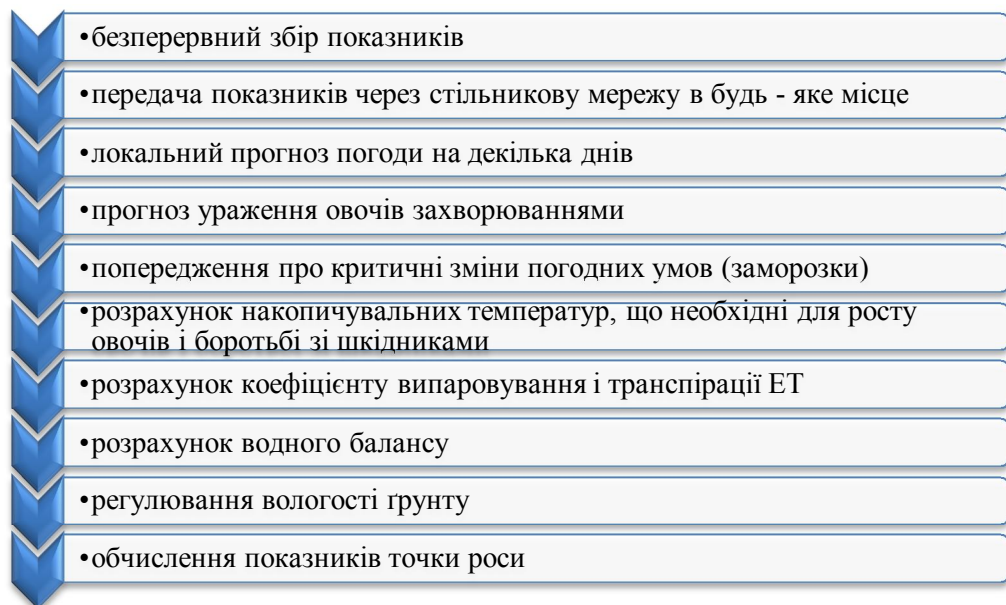 •безперервний збір показників
•передача показників через стільникову мережу в будь - яке місце
•локальний прогноз погоди на декілька днів
•прогноз ураження овочів захворюваннями
•попередження про критичні зміни погодних умов (заморозки)
•розрахунок накопичувальних температур, що необхідні для росту
овочів і боротьбі зі шкідниками
•розрахунок коефіцієнту випаровування і транспірації ЕТ
•розрахунок водного балансу
•регулювання вологості ґрунту
•обчислення показників точки роси